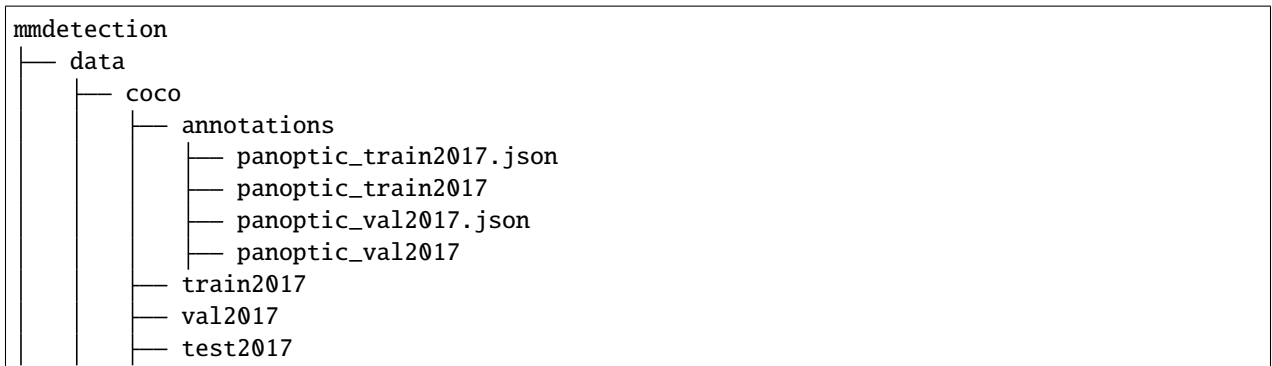 mmdetection
├── data
│   ├── coco
│   │   ├── annotations
│   │   │   ├── panoptic_train2017.json
│   │   │   ├── panoptic_train2017
│   │   │   ├── panoptic_val2017.json
│   │   │   ├── panoptic_val2017
│   │   ├── train2017
│   │   ├── val2017
│   │   ├── test2017